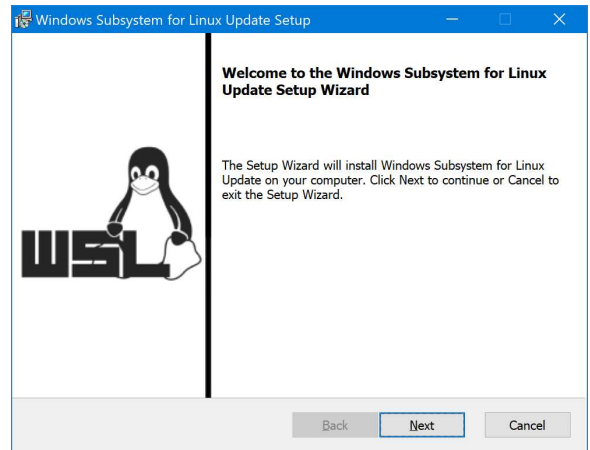 Windows Subsystem for Linux Update Setup
Welcome to the Windows Subsystem for Linux
Update Setup Wizard
The Setup Wizard will install Windows Subsystem for Linux
Update on your computer. Click Next to continue or Cancel to
exit the Setup Wizard.
WSL
Back Next Cancel